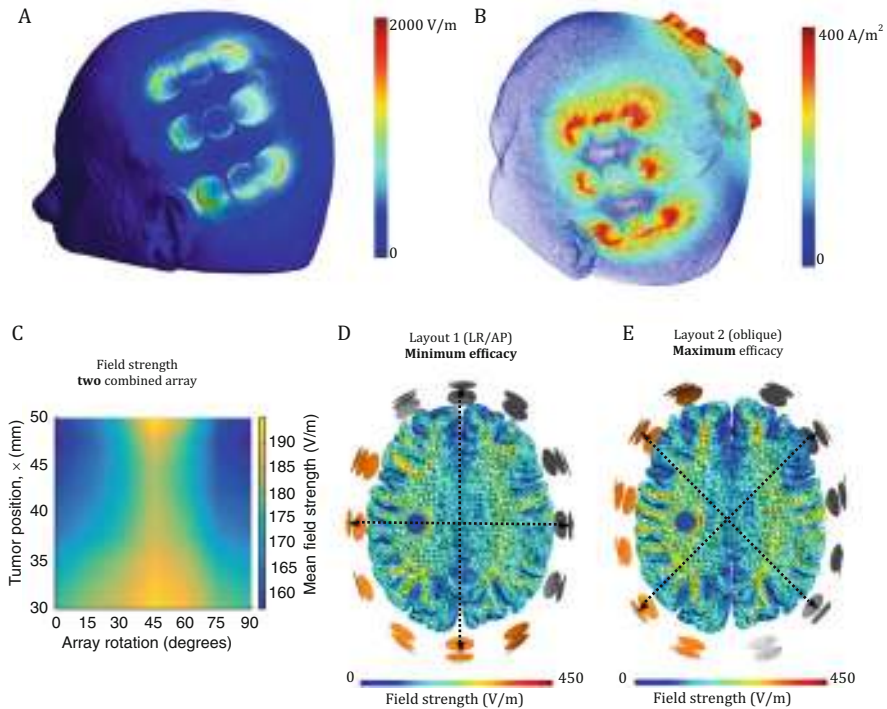 A
2000 V/m
0
B
400 A/m²
0
C
Field strength
two combined array
Tumor position, × (mm)
50
45
40
35
30
0 15 30 45 60 75 90
Array rotation (degrees)
190
185
180
175
170
165
160
Mean field strength (V/m)
D
Layout 1 (LR/AP)
Minimum efficacy
0
450
Field strength (V/m)
E
Layout 2 (oblique)
Maximum efficacy
0
450
Field strength (V/m)